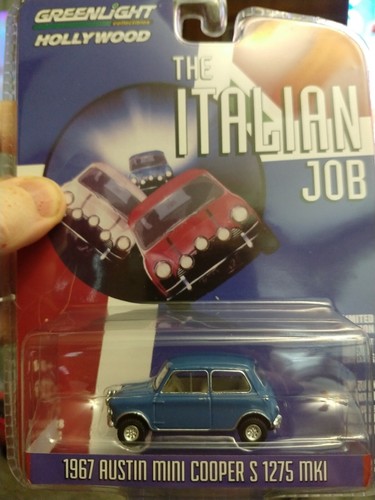 GREENLIGHT
collectibles
HOLLYWOOD
THE
ITALIAN
JOB
1967 AUSTIN MINI COOPER S 1275 MKI